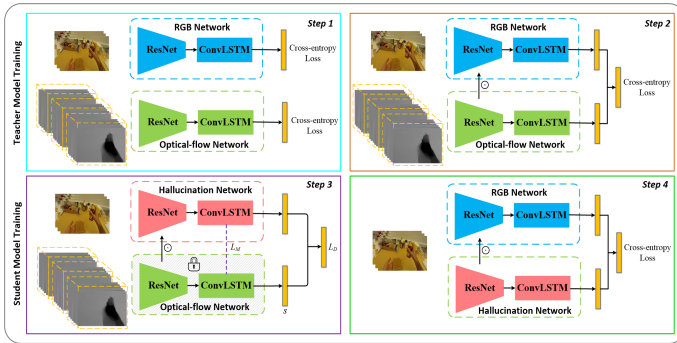 Teacher Model Training
Step 1
RGB Network
ResNet
ConvLSTM
Cross-entropy
Loss
ResNet
ConvLSTM
Cross-entropy
Loss
Optical-flow Network
Step 2
RGB Network
ResNet
ConvLSTM
Cross-entropy
Loss
ResNet
ConvLSTM
Optical-flow Network
Student Model Training
Step 3
Hallucination Network
ResNet
ConvLSTM
L_M
L_D
ResNet
ConvLSTM
s
Optical-flow Network
Step 4
RGB Network
ResNet
ConvLSTM
Cross-entropy
Loss
ResNet
ConvLSTM
Hallucination Network